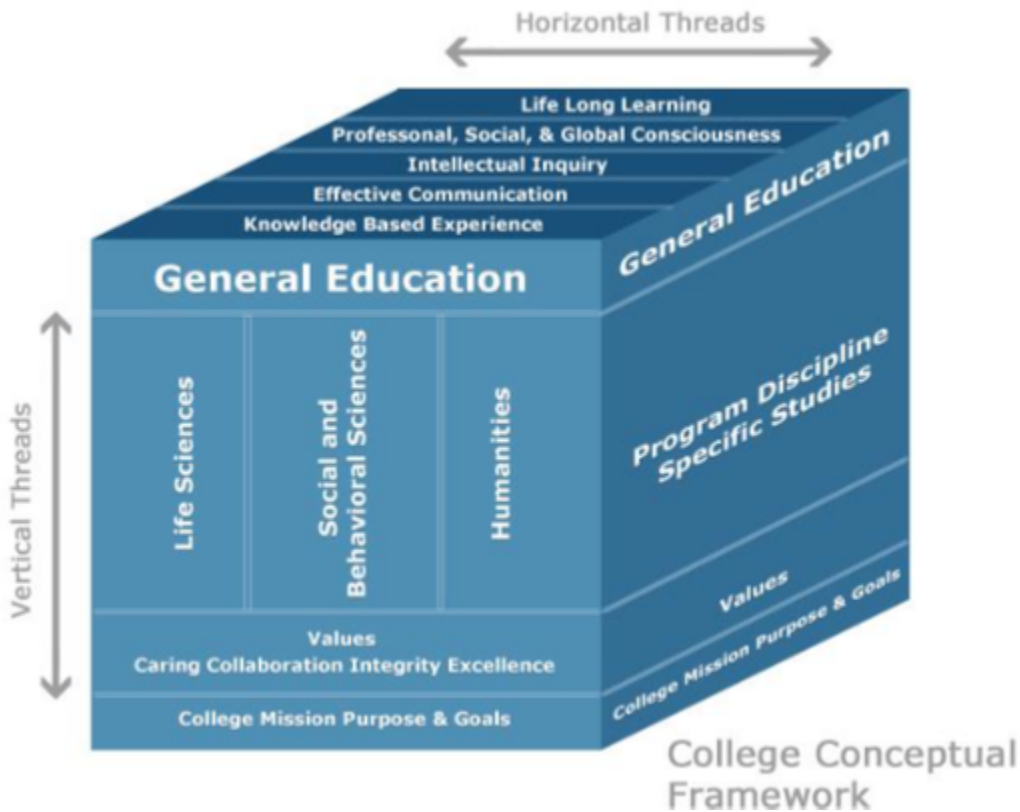 Horizontal Threads
Life Long Learning
Professonal, Social, & Global Consciousness
Intellectual Inquiry
Effective Communication
Knowledge Based Experience
General Education
General Education
Vertical Threads
Life Sciences
Social and
Behavioral Sciences
Humanities
Program Discipline
Specific Studies
Values
Caring Collaboration Integrity Excellence
Values
College Mission Purpose & Goals
College Mission Purpose & Goals
College Conceptual
Framework